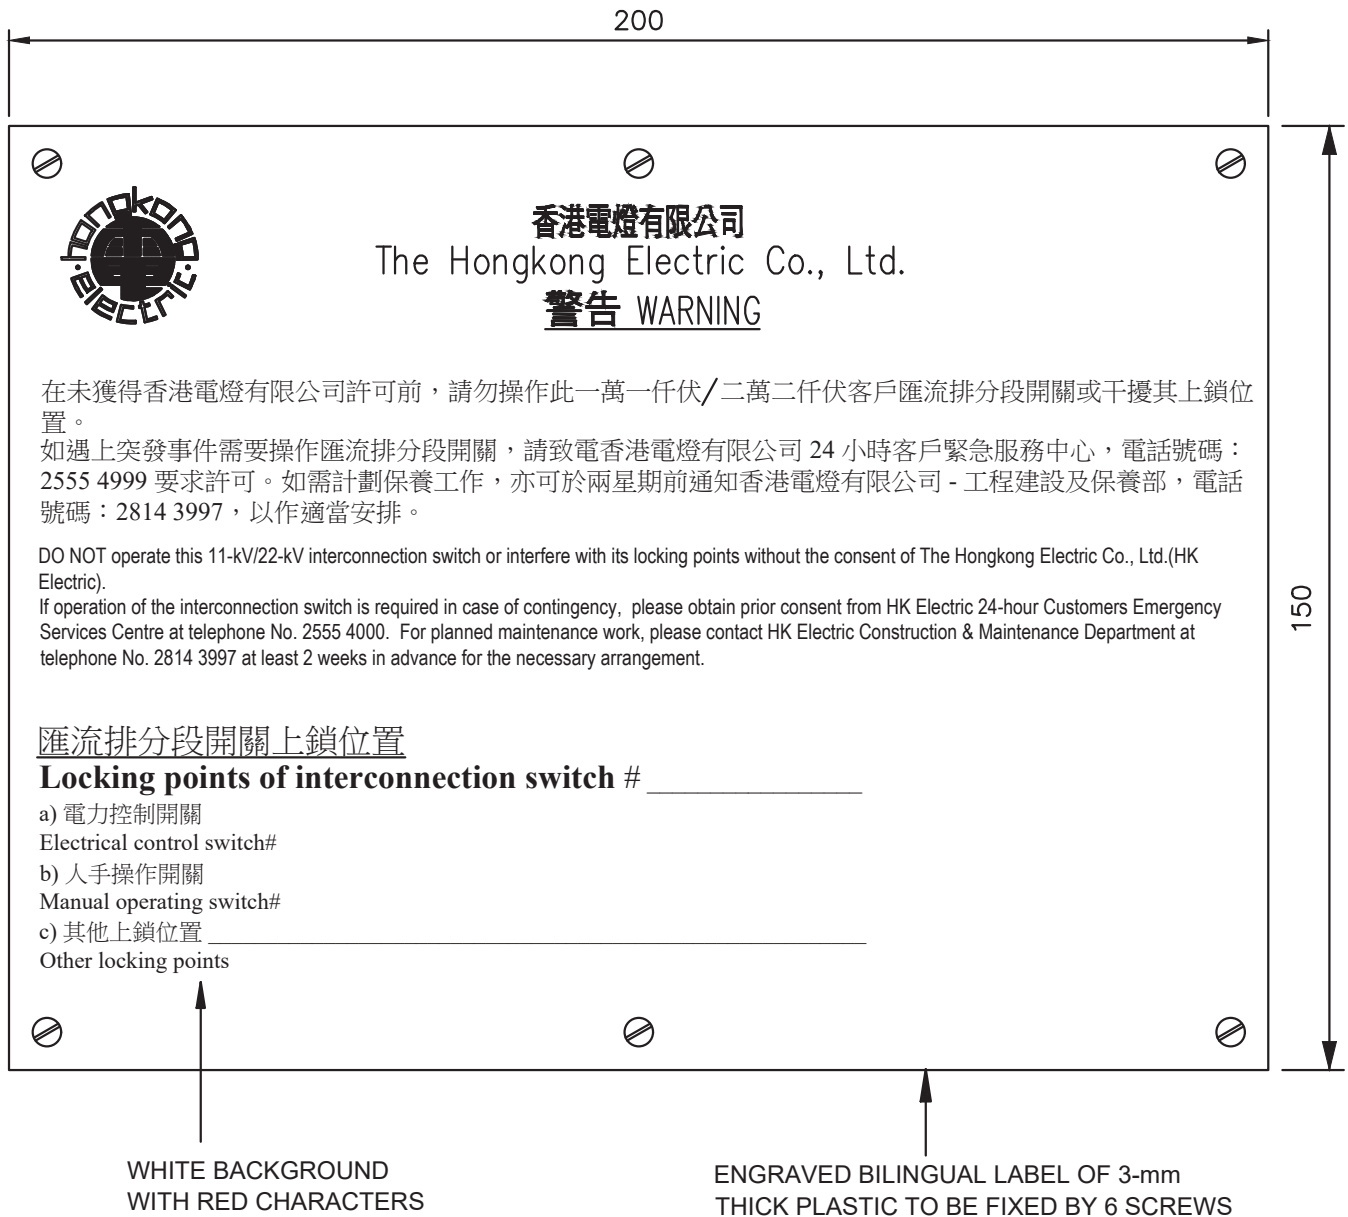 200
hongkong electric
香港電燈有限公司
The Hongkong Electric Co., Ltd.
警告 WARNING
在未獲得香港電燈有限公司許可前，請勿操作此一萬一仟伏/二萬二仟伏客戶匯流排分段開關或干擾其上鎖位
置。
如遇上突發事件需要操作匯流排分段開關，請致電香港電燈有限公司 24 小時客戶緊急服務中心，電話號碼：
2555 4999 要求許可。如需計劃保養工作，亦可於兩星期前通知香港電燈有限公司 - 工程建設及保養部，電話
號碼：2814 3997，以作適當安排。
DO NOT operate this 11-kV/22-kV interconnection switch or interfere with its locking points without the consent of The Hongkong Electric Co., Ltd.(HK
Electric).
If operation of the interconnection switch is required in case of contingency, please obtain prior consent from HK Electric 24-hour Customers Emergency
Services Centre at telephone No. 2555 4000. For planned maintenance work, please contact HK Electric Construction & Maintenance Department at
telephone No. 2814 3997 at least 2 weeks in advance for the necessary arrangement.
150
匯流排分段開關上鎖位置
Locking points of interconnection switch # _________________
a) 電力控制開關
Electrical control switch#
b) 人手操作開關
Manual operating switch#
c) 其他上鎖位置 ____________________________________________________________
Other locking points
WHITE BACKGROUND
WITH RED CHARACTERS
ENGRAVED BILINGUAL LABEL OF 3-mm
THICK PLASTIC TO BE FIXED BY 6 SCREWS